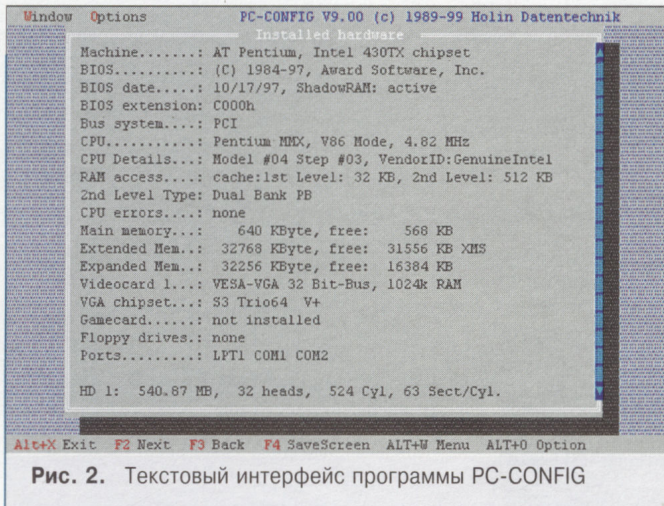 Window Options PC-CONFIG V9.00 (c) 1989-99 Holin Datentechnik
Installed hardware
Machine.......: AT Pentium, Intel 430TX chipset
BIOS..........: (C) 1984-97, Award Software, Inc.
BIOS date.....: 10/17/97, ShadowRAM: active
BIOS extension: C000h
Bus system....: PCI
CPU...........: Pentium MMX, V86 Mode, 4.82 MHz
CPU Details...: Model #04 Step #03, VendorID:GenuineIntel
RAM access....: cache:1st Level: 32 KB, 2nd Level: 512 KB
2nd Level Type: Dual Bank PB
CPU errors....: none
Main memory...: 640 KByte, free: 568 KB
Extended Mem..: 32768 KByte, free: 31556 KB XMS
Expanded Mem..: 32256 KByte, free: 16384 KB
Videocard 1...: VESA-VGA 32 Bit-Bus, 1024k RAM
VGA chipset...: S3 Trio64 V+
Gamecard......: not installed
Floppy drives.: none
Ports.........: LPT1 COM1 COM2
HD 1: 540.87 MB, 32 heads, 524 Cyl, 63 Sect/Cyl.
Alt+X Exit F2 Next F3 Back F4 SaveScreen ALT+W Menu ALT+O Option
Рис. 2. Текстовый интерфейс программы PC-CONFIG